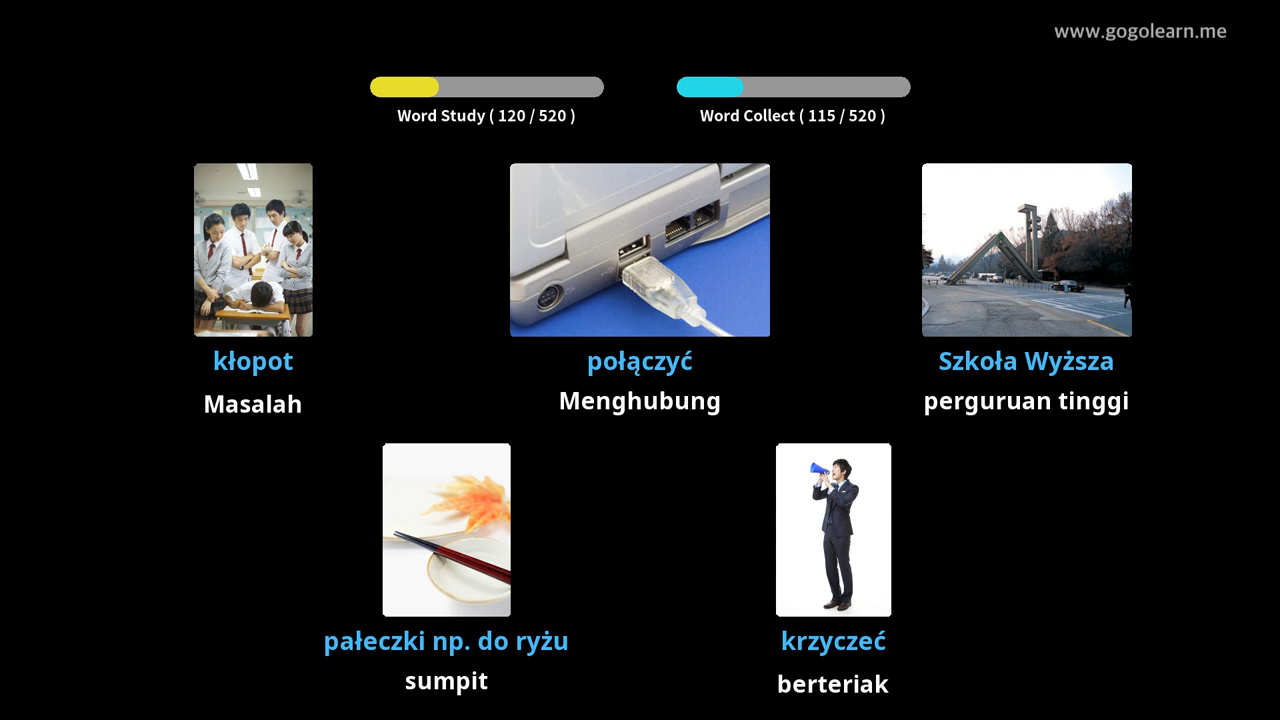 www.gogolearn.me
Word Study ( 120 / 520 )
Word Collect ( 115 / 520 )
kłopot
Masalah
połączyć
Menghubung
Szkoła Wyższa
perguruan tinggi
pałeczki np. do ryżu
sumpit
krzyczeć
berteriak